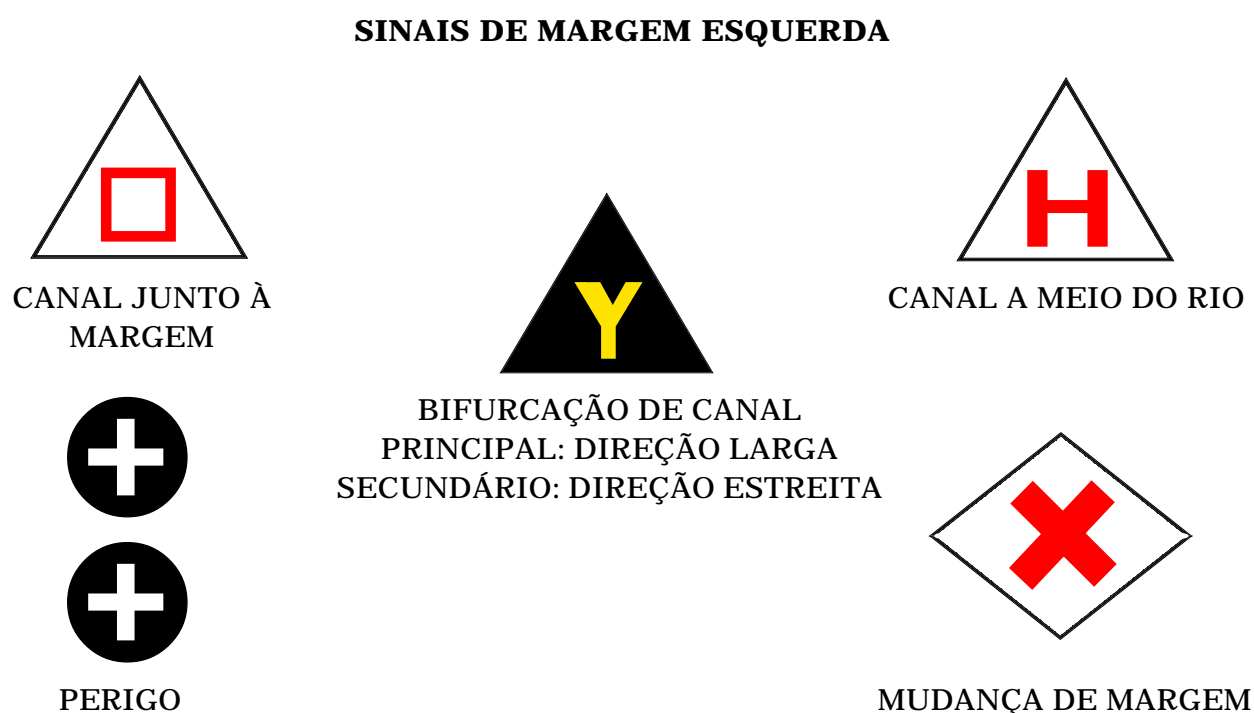 SINAIS DE MARGEM ESQUERDA
CANAL JUNTO À
MARGEM
H
CANAL A MEIO DO RIO
Y
BIFURCAÇÃO DE CANAL
PRINCIPAL: DIREÇÃO LARGA
SECUNDÁRIO: DIREÇÃO ESTREITA
PERIGO
MUDANÇA DE MARGEM